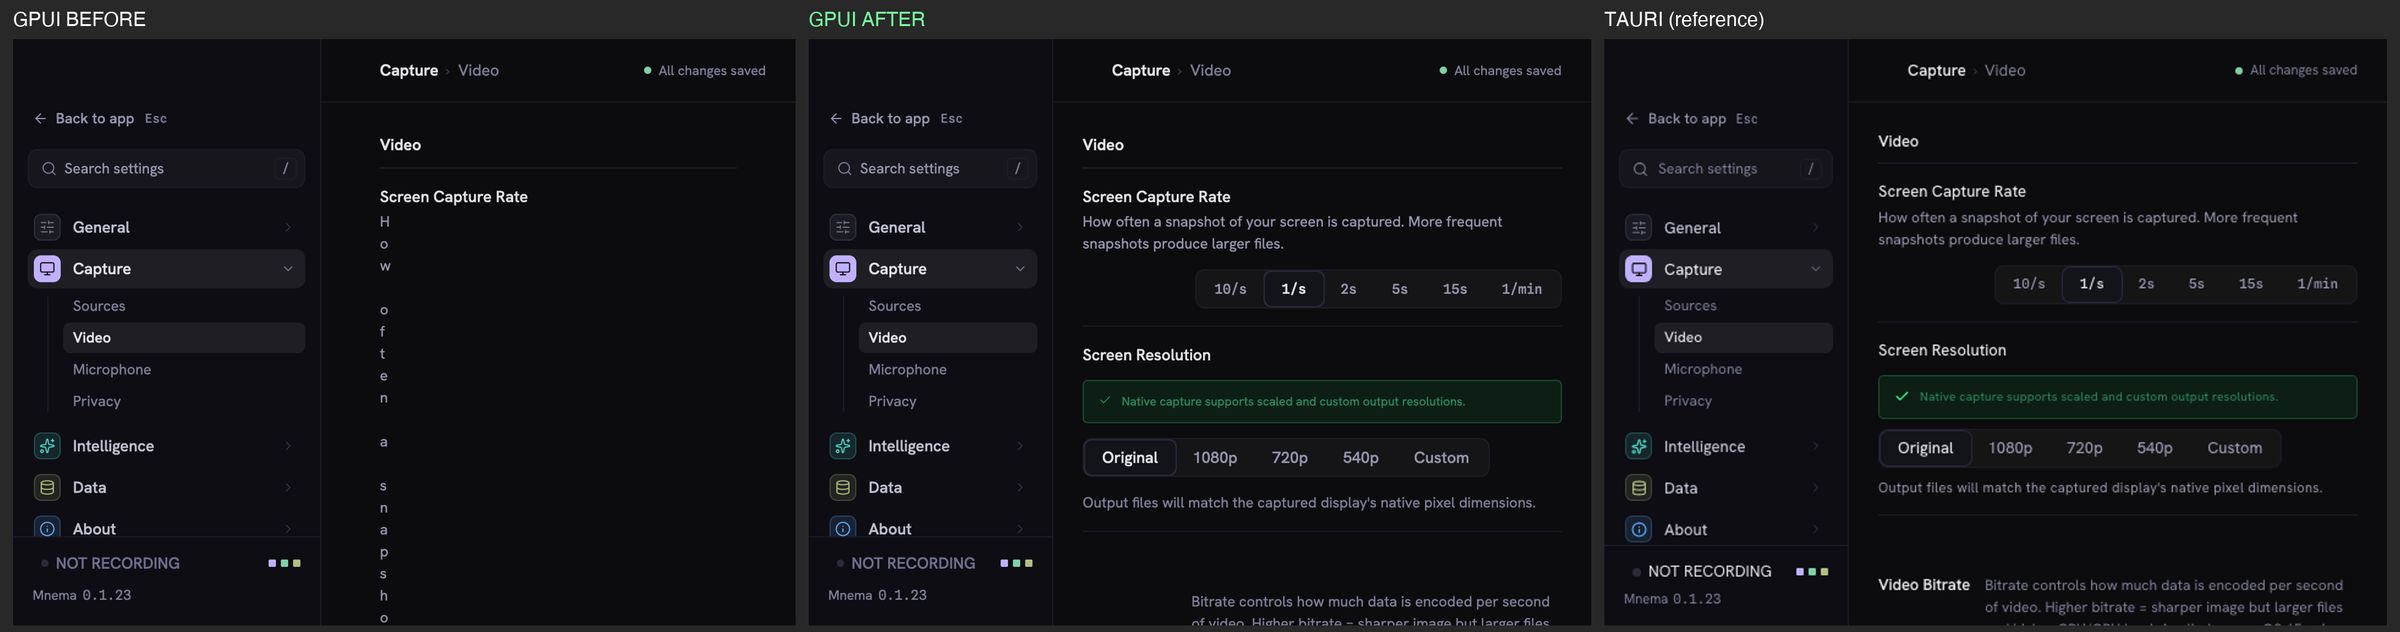 GPUI BEFORE
← Back to app Esc
Search settings /
General
Capture
Sources
Video
Microphone
Privacy
Intelligence
Data
About
NOT RECORDING
Mnema 0.1.23
Capture › Video
All changes saved
Video
Screen Capture Rate
H
o
w
o
f
t
e
n
a
s
n
a
p
s
h
o
GPUI AFTER
← Back to app Esc
Search settings /
General
Capture
Sources
Video
Microphone
Privacy
Intelligence
Data
About
NOT RECORDING
Mnema 0.1.23
Capture › Video
All changes saved
Video
Screen Capture Rate
How often a snapshot of your screen is captured. More frequent
snapshots produce larger files.
10/s 1/s 2s 5s 15s 1/min
Screen Resolution
Native capture supports scaled and custom output resolutions.
Original 1080p 720p 540p Custom
Output files will match the captured display's native pixel dimensions.
Bitrate controls how much data is encoded per second
of video. Higher bitrate = sharper image but larger files
TAURI (reference)
← Back to app Esc
Search settings /
General
Capture
Sources
Video
Microphone
Privacy
Intelligence
Data
About
NOT RECORDING
Mnema 0.1.23
Capture › Video
All changes saved
Video
Screen Capture Rate
How often a snapshot of your screen is captured. More frequent
snapshots produce larger files.
10/s 1/s 2s 5s 15s 1/min
Screen Resolution
Native capture supports scaled and custom output resolutions.
Original 1080p 720p 540p Custom
Output files will match the captured display's native pixel dimensions.
Video Bitrate Bitrate controls how much data is encoded per second
of video. Higher bitrate = sharper image but larger files